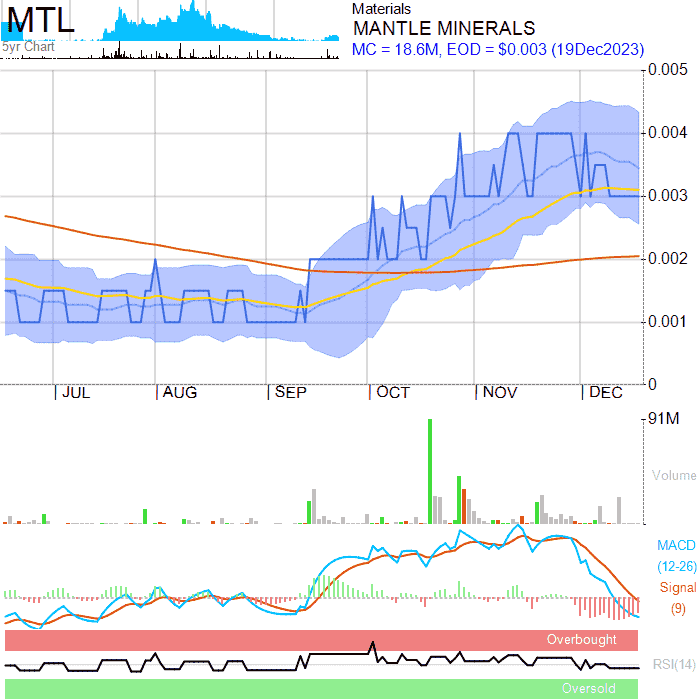 MTL
5yr Chart
Materials
MANTLE MINERALS
MC = 18.6M, EOD = $0.003 (19Dec2023)
0.005
0.004
0.003
0.002
0.001
0
JUL AUG SEP OCT NOV DEC
91M
Volume
MACD
(12-26)
Signal
(9)
Overbought
RSI(14)
Oversold